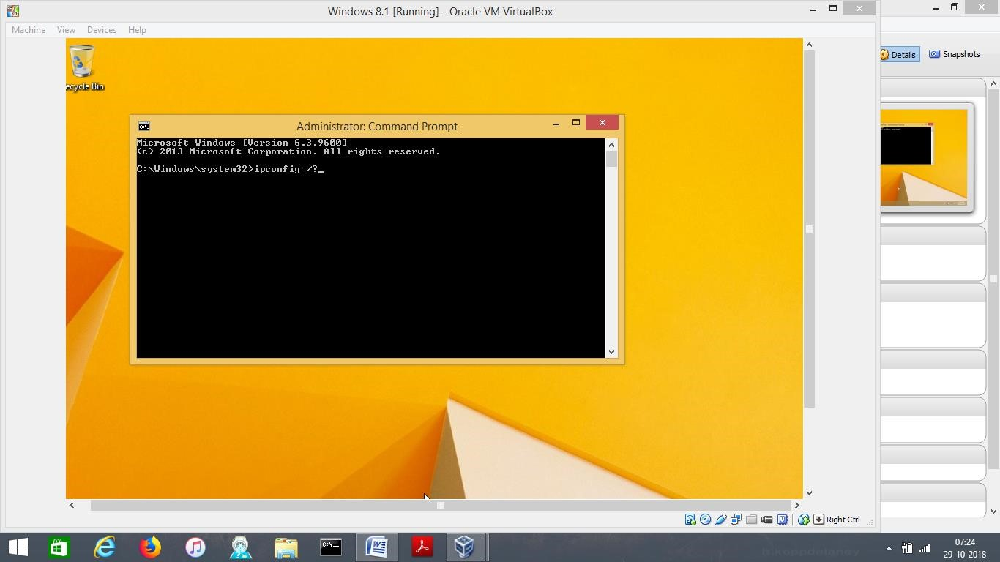 Windows 8.1 [Running] - Oracle VM VirtualBox
Machine View Devices Help
Details Snapshots
ecycle Bin
Administrator: Command Prompt
Microsoft Windows [Version 6.3.9600]
(c) 2013 Microsoft Corporation. All rights reserved.
C:\Windows\system32>ipconfig /?_
Right Ctrl
07:24
29-10-2018